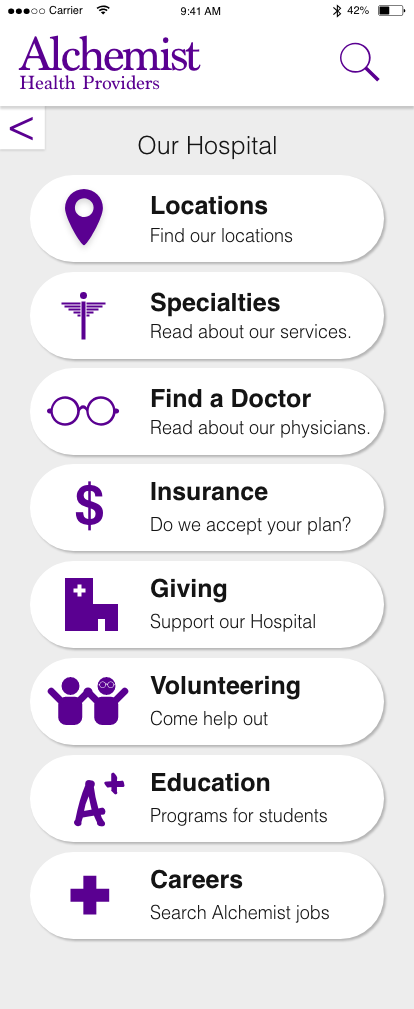 Carrier 9:41 AM 42%
Alchemist
Health Providers
<
Our Hospital
Locations
Find our locations
Specialties
Read about our services.
Find a Doctor
Read about our physicians.
$
Insurance
Do we accept your plan?
Giving
Support our Hospital
Volunteering
Come help out
A+
Education
Programs for students
Careers
Search Alchemist jobs